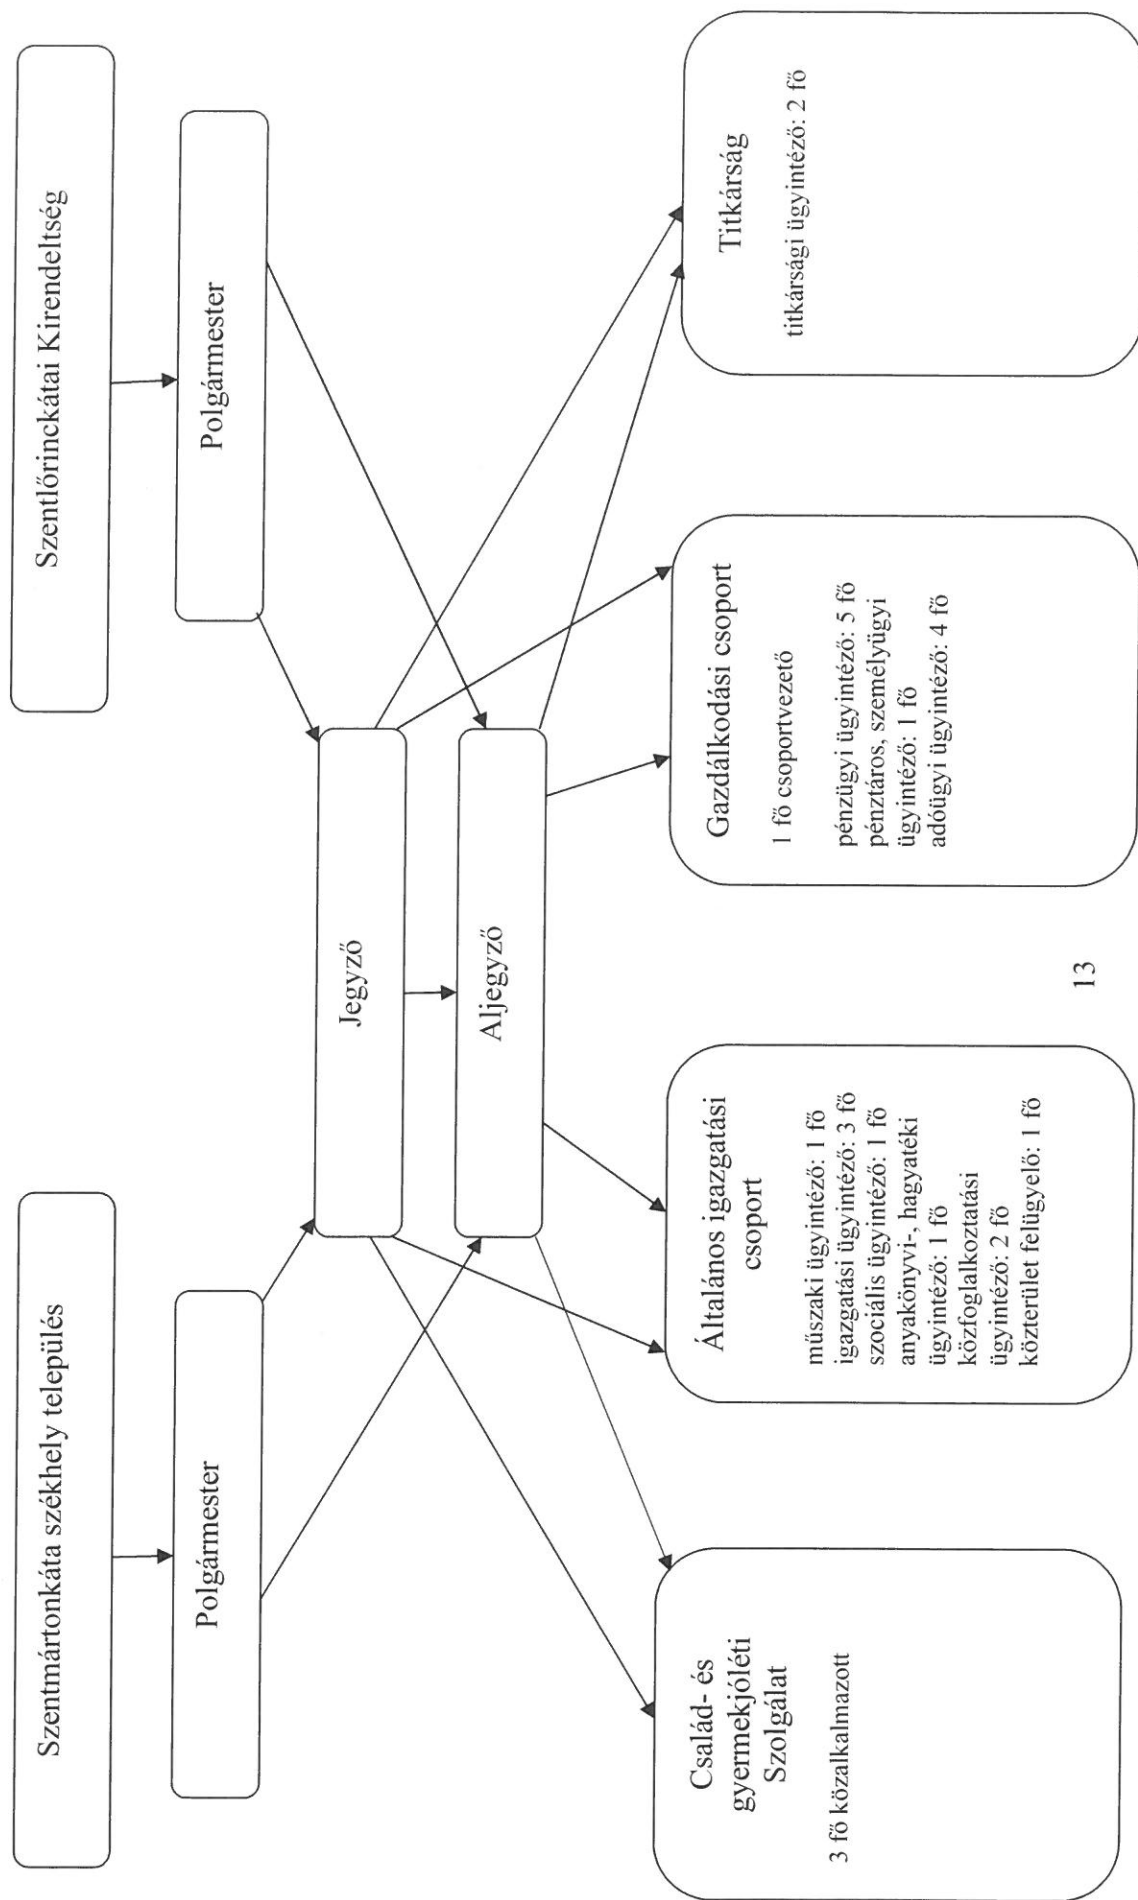 Szentmártonkáta székhely település
Szentlőrinckátai Kirendeltség
Polgármester
Polgármester
Jegyző
Aljegyző
Család- és
gyermekjóléti
Szolgálat
3 fő közalkalmazott
Általános igazgatási
csoport
műszaki ügyintéző: 1 fő
igazgatási ügyintéző: 3 fő
szociális ügyintéző: 1 fő
anyakönyvi-, hagyatéki
ügyintéző: 1 fő
közfoglalkoztatási
ügyintéző: 2 fő
közterület felügyelő: 1 fő
Gazdálkodási csoport
1 fő csoportvezető
pénzügyi ügyintéző: 5 fő
pénztáros, személyügyi
ügyintéző: 1 fő
adóügyi ügyintéző: 4 fő
Titkárság
titkársági ügyintéző: 2 fő
13